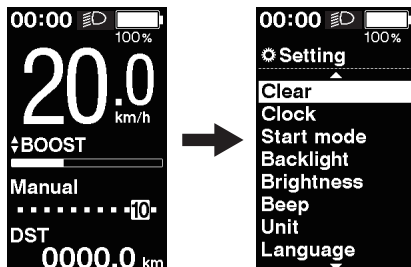 00:00
100%
20.0
km/h
BOOST
Manual
10
DST
0000.0 km
00:00
100%
Setting
Clear
Clock
Start mode
Backlight
Brightness
Beep
Unit
Language